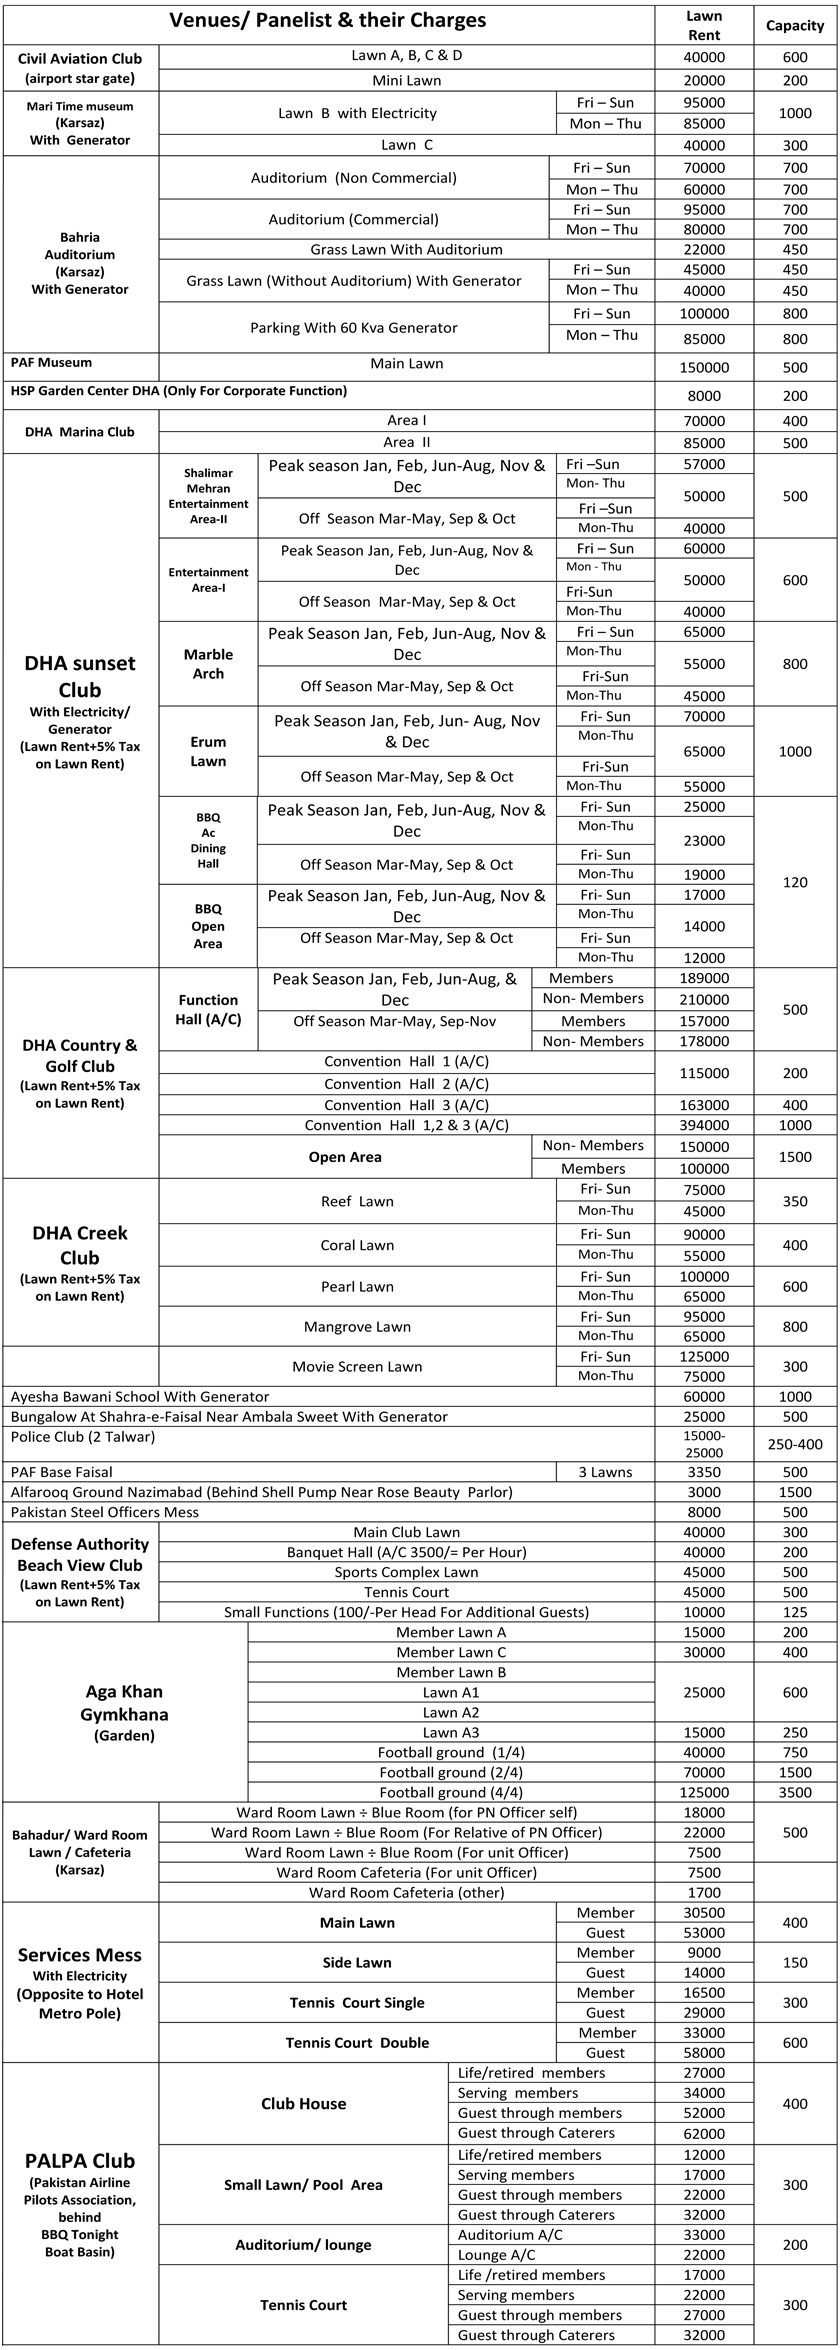 Venues/ Panelist & their Charges
Lawn
Rent
Capacity
Civil Aviation Club
(airport star gate)
Lawn A, B, C & D
40000
600
Mini Lawn
20000
200
Mari Time museum
(Karsaz)
With Generator
Lawn B with Electricity
Fri – Sun
95000
1000
Mon – Thu
85000
Lawn C
40000
300
Bahria
Auditorium
(Karsaz)
With Generator
Auditorium (Non Commercial)
Fri – Sun
70000
700
Mon – Thu
60000
700
Auditorium (Commercial)
Fri – Sun
95000
700
Mon – Thu
80000
700
Grass Lawn With Auditorium
22000
450
Grass Lawn (Without Auditorium) With Generator
Fri – Sun
45000
450
Mon – Thu
40000
450
Parking With 60 Kva Generator
Fri – Sun
100000
800
Mon – Thu
85000
800
PAF Museum
Main Lawn
150000
500
HSP Garden Center DHA (Only For Corporate Function)
8000
200
DHA Marina Club
Area I
70000
400
Area II
85000
500
DHA sunset
Club
With Electricity/
Generator
(Lawn Rent+5% Tax
on Lawn Rent)
Shalimar
Mehran
Entertainment
Area-II
Peak season Jan, Feb, Jun-Aug, Nov &
Dec
Fri –Sun
57000
500
Mon- Thu
50000
Off Season Mar-May, Sep & Oct
Fri –Sun
Mon-Thu
40000
Entertainment
Area-I
Peak Season Jan, Feb, Jun-Aug, Nov &
Dec
Fri – Sun
60000
600
Mon - Thu
50000
Off Season Mar-May, Sep & Oct
Fri-Sun
Mon-Thu
40000
Marble
Arch
Peak Season Jan, Feb, Jun-Aug, Nov &
Dec
Fri – Sun
65000
800
Mon-Thu
55000
Off Season Mar-May, Sep & Oct
Fri-Sun
Mon-Thu
45000
Erum
Lawn
Peak Season Jan, Feb, Jun- Aug, Nov
& Dec
Fri- Sun
70000
1000
Mon-Thu
65000
Off Season Mar-May, Sep & Oct
Fri-Sun
Mon-Thu
55000
BBQ
Ac
Dining
Hall
Peak Season Jan, Feb, Jun-Aug, Nov &
Dec
Fri- Sun
25000
120
Mon-Thu
23000
Off Season Mar-May, Sep & Oct
Fri- Sun
Mon-Thu
19000
BBQ
Open
Area
Peak Season Jan, Feb, Jun-Aug, Nov &
Dec
Fri- Sun
17000
Mon-Thu
14000
Off Season Mar-May, Sep & Oct
Fri- Sun
Mon-Thu
12000
DHA Country &
Golf Club
(Lawn Rent+5% Tax
on Lawn Rent)
Function
Hall (A/C)
Peak Season Jan, Feb, Jun-Aug, &
Dec
Members
189000
500
Non- Members
210000
Off Season Mar-May, Sep-Nov
Members
157000
Non- Members
178000
Convention Hall 1 (A/C)
115000
200
Convention Hall 2 (A/C)
Convention Hall 3 (A/C)
163000
400
Convention Hall 1,2 & 3 (A/C)
394000
1000
Open Area
Non- Members
150000
1500
Members
100000
DHA Creek
Club
(Lawn Rent+5% Tax
on Lawn Rent)
Reef Lawn
Fri- Sun
75000
350
Mon-Thu
45000
Coral Lawn
Fri- Sun
90000
400
Mon-Thu
55000
Pearl Lawn
Fri- Sun
100000
600
Mon-Thu
65000
Mangrove Lawn
Fri- Sun
95000
800
Mon-Thu
65000
Movie Screen Lawn
Fri- Sun
125000
300
Mon-Thu
75000
Ayesha Bawani School With Generator
60000
1000
Bungalow At Shahra-e-Faisal Near Ambala Sweet With Generator
25000
500
Police Club (2 Talwar)
15000-
25000
250-400
PAF Base Faisal
3 Lawns
3350
500
Alfarooq Ground Nazimabad (Behind Shell Pump Near Rose Beauty Parlor)
3000
1500
Pakistan Steel Officers Mess
8000
500
Defense Authority
Beach View Club
(Lawn Rent+5% Tax
on Lawn Rent)
Main Club Lawn
40000
300
Banquet Hall (A/C 3500/= Per Hour)
40000
200
Sports Complex Lawn
45000
500
Tennis Court
45000
500
Small Functions (100/-Per Head For Additional Guests)
10000
125
Aga Khan
Gymkhana
(Garden)
Member Lawn A
15000
200
Member Lawn C
30000
400
Member Lawn B
25000
600
Lawn A1
Lawn A2
Lawn A3
15000
250
Football ground (1/4)
40000
750
Football ground (2/4)
70000
1500
Football ground (4/4)
125000
3500
Bahadur/ Ward Room
Lawn / Cafeteria
(Karsaz)
Ward Room Lawn ÷ Blue Room (for PN Officer self)
18000
500
Ward Room Lawn ÷ Blue Room (For Relative of PN Officer)
22000
Ward Room Lawn ÷ Blue Room (For unit Officer)
7500
Ward Room Cafeteria (For unit Officer)
7500
Ward Room Cafeteria (other)
1700
Services Mess
With Electricity
(Opposite to Hotel
Metro Pole)
Main Lawn
Member
30500
400
Guest
53000
Side Lawn
Member
9000
150
Guest
14000
Tennis Court Single
Member
16500
300
Guest
29000
Tennis Court Double
Member
33000
600
Guest
58000
PALPA Club
(Pakistan Airline
Pilots Association,
behind
BBQ Tonight
Boat Basin)
Club House
Life/retired members
27000
400
Serving members
34000
Guest through members
52000
Guest through Caterers
62000
Small Lawn/ Pool Area
Life/retired members
12000
300
Serving members
17000
Guest through members
22000
Guest through Caterers
32000
Auditorium/ lounge
Auditorium A/C
33000
200
Lounge A/C
22000
Tennis Court
Life /retired members
17000
300
Serving members
22000
Guest through members
27000
Guest through Caterers
32000